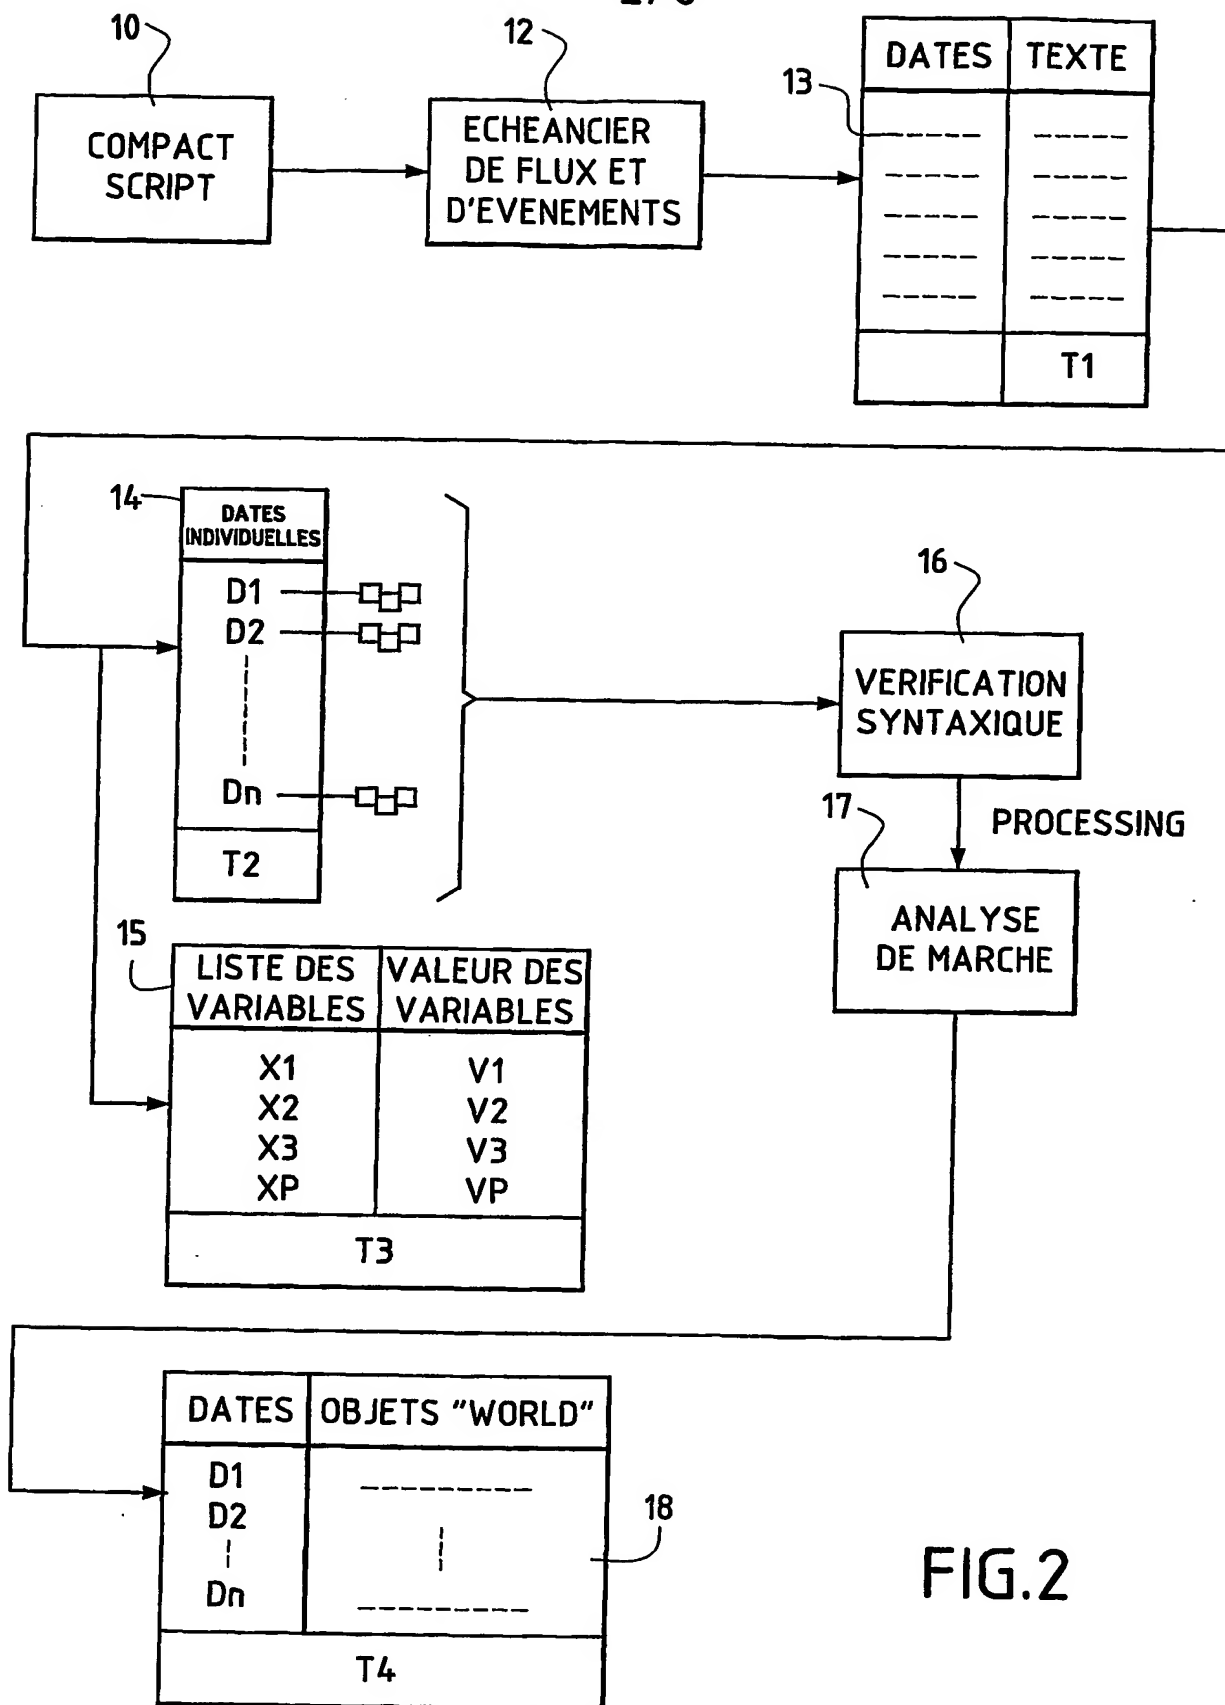 10
12
COMPACT
SCRIPT
ECHEANCIER
DE FLUX ET
D'EVENEMENTS
13
DATES TEXTE
T1
14
DATES
INDIVIDUELLES
D1
D2
Dn
T2
16
VERIFICATION
SYNTAXIQUE
PROCESSING
17
ANALYSE
DE MARCHE
15
LISTE DES
VARIABLES
VALEUR DES
VARIABLES
X1 V1
X2 V2
X3 V3
XP VP
T3
DATES OBJETS "WORLD"
D1
D2
Dn
18
T4
FIG.2